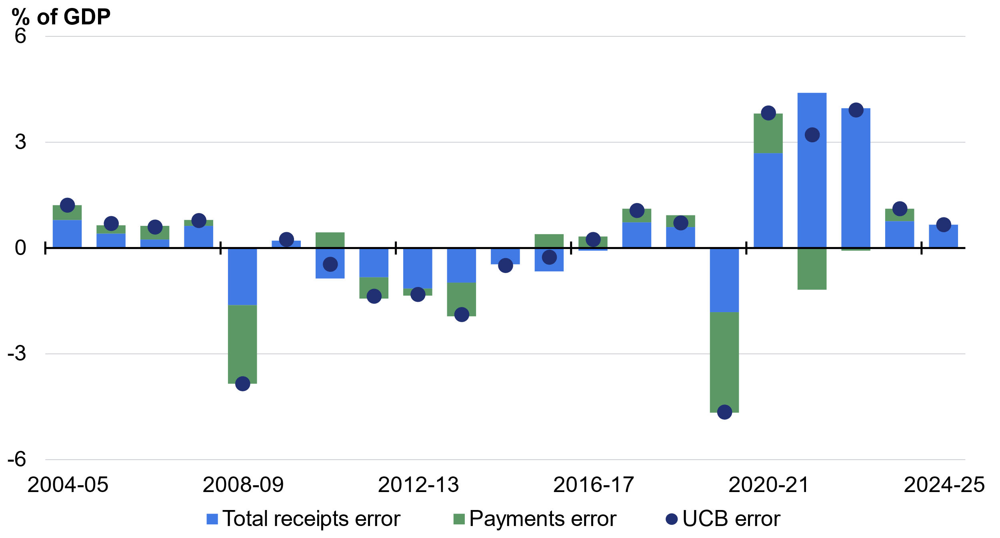 % of GDP
6
3
0
-3
-6
2004-05 2008-09 2012-13 2016-17 2020-21 2024-25
Total receipts error Payments error UCB error